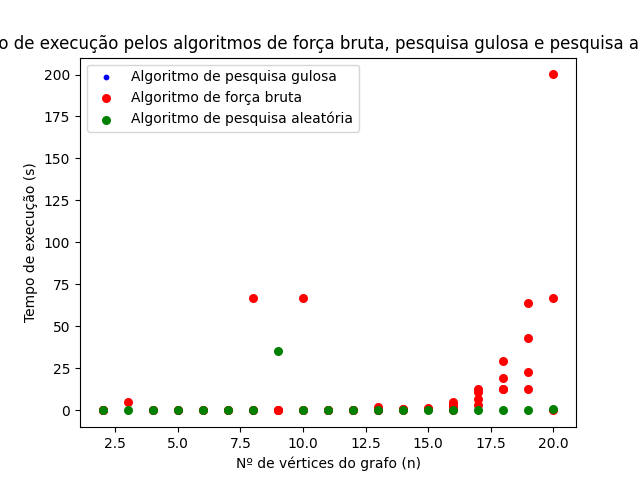 o de execução pelos algoritmos de força bruta, pesquisa gulosa e pesquisa a
Algoritmo de pesquisa gulosa
Algoritmo de força bruta
Algoritmo de pesquisa aleatória
Tempo de execução (s)
200
175
150
125
100
75
50
25
0
2.5 5.0 7.5 10.0 12.5 15.0 17.5 20.0
Nº de vértices do grafo (n)